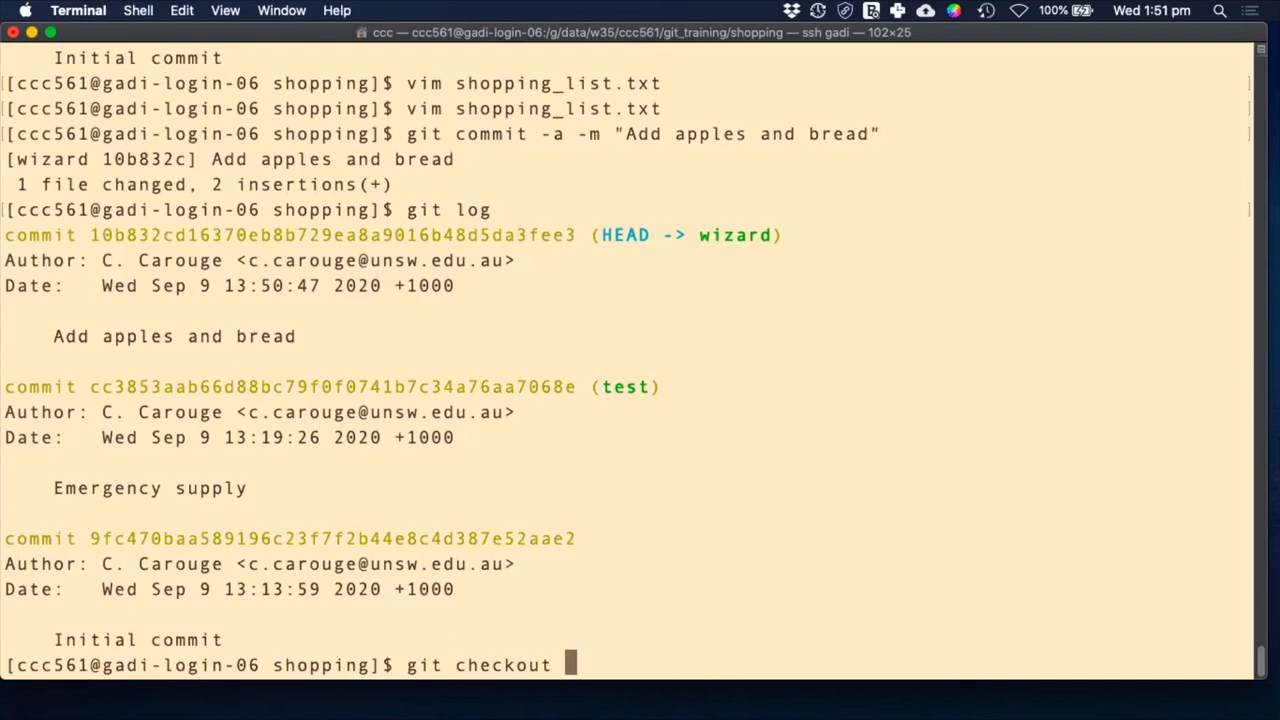 Terminal Shell Edit View Window Help 100% Wed 1:51 pm
ccc — ccc561@gadi-login-06:/g/data/w35/ccc561/git_training/shopping — ssh gadi — 102×25
Initial commit
[[ccc561@gadi-login-06 shopping]$ vim shopping_list.txt ]
[[ccc561@gadi-login-06 shopping]$ vim shopping_list.txt ]
[[ccc561@gadi-login-06 shopping]$ git commit -a -m "Add apples and bread" ]
[wizard 10b832c] Add apples and bread
1 file changed, 2 insertions(+)
[[ccc561@gadi-login-06 shopping]$ git log ]
commit 10b832cd16370eb8b729ea8a9016b48d5da3fee3 (HEAD -> wizard)
Author: C. Carouge <c.carouge@unsw.edu.au>
Date: Wed Sep 9 13:50:47 2020 +1000
Add apples and bread
commit cc3853aab66d88bc79f0f0741b7c34a76aa7068e (test)
Author: C. Carouge <c.carouge@unsw.edu.au>
Date: Wed Sep 9 13:19:26 2020 +1000
Emergency supply
commit 9fc470baa589196c23f7f2b44e8c4d387e52aae2
Author: C. Carouge <c.carouge@unsw.edu.au>
Date: Wed Sep 9 13:13:59 2020 +1000
Initial commit
[ccc561@gadi-login-06 shopping]$ git checkout